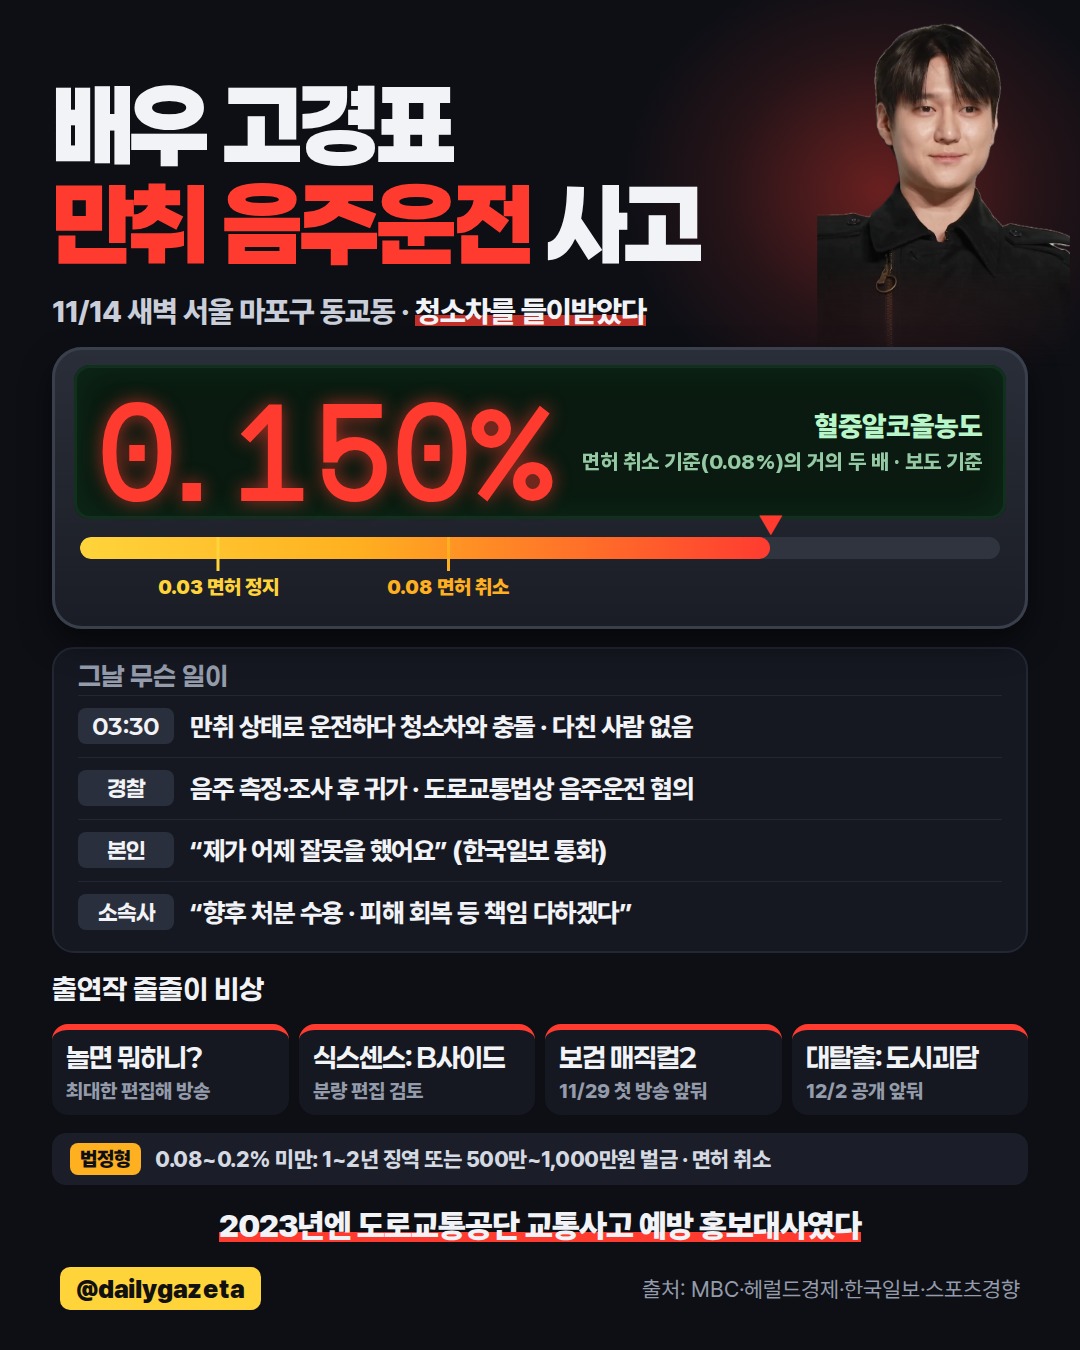 배우 고경표
만취 음주운전 사고
11/14 새벽 서울 마포구 동교동 · 청소차를 들이받았다
0.150%
혈중알코올농도
면허 취소 기준(0.08%)의 거의 두 배 · 보도 기준
0.03 면허 정지
0.08 면허 취소
그날 무슨 일이
03:30 만취 상태로 운전하다 청소차와 충돌 · 다친 사람 없음
경찰 음주 측정·조사 후 귀가 · 도로교통법상 음주운전 혐의
본인 “제가 어제 잘못을 했어요” (한국일보 통화)
소속사 “향후 처분 수용 · 피해 회복 등 책임 다하겠다”
출연작 줄줄이 비상
놀면 뭐하니?
최대한 편집해 방송
식스센스: B사이드
분량 편집 검토
보검 매직컬2
11/29 첫 방송 앞둬
대탈출: 도시괴담
12/2 공개 앞둬
법정형 0.08~0.2% 미만: 1~2년 징역 또는 500만~1,000만원 벌금 · 면허 취소
2023년엔 도로교통공단 교통사고 예방 홍보대사였다
@dailygazeta
출처: MBC·헤럴드경제·한국일보·스포츠경향